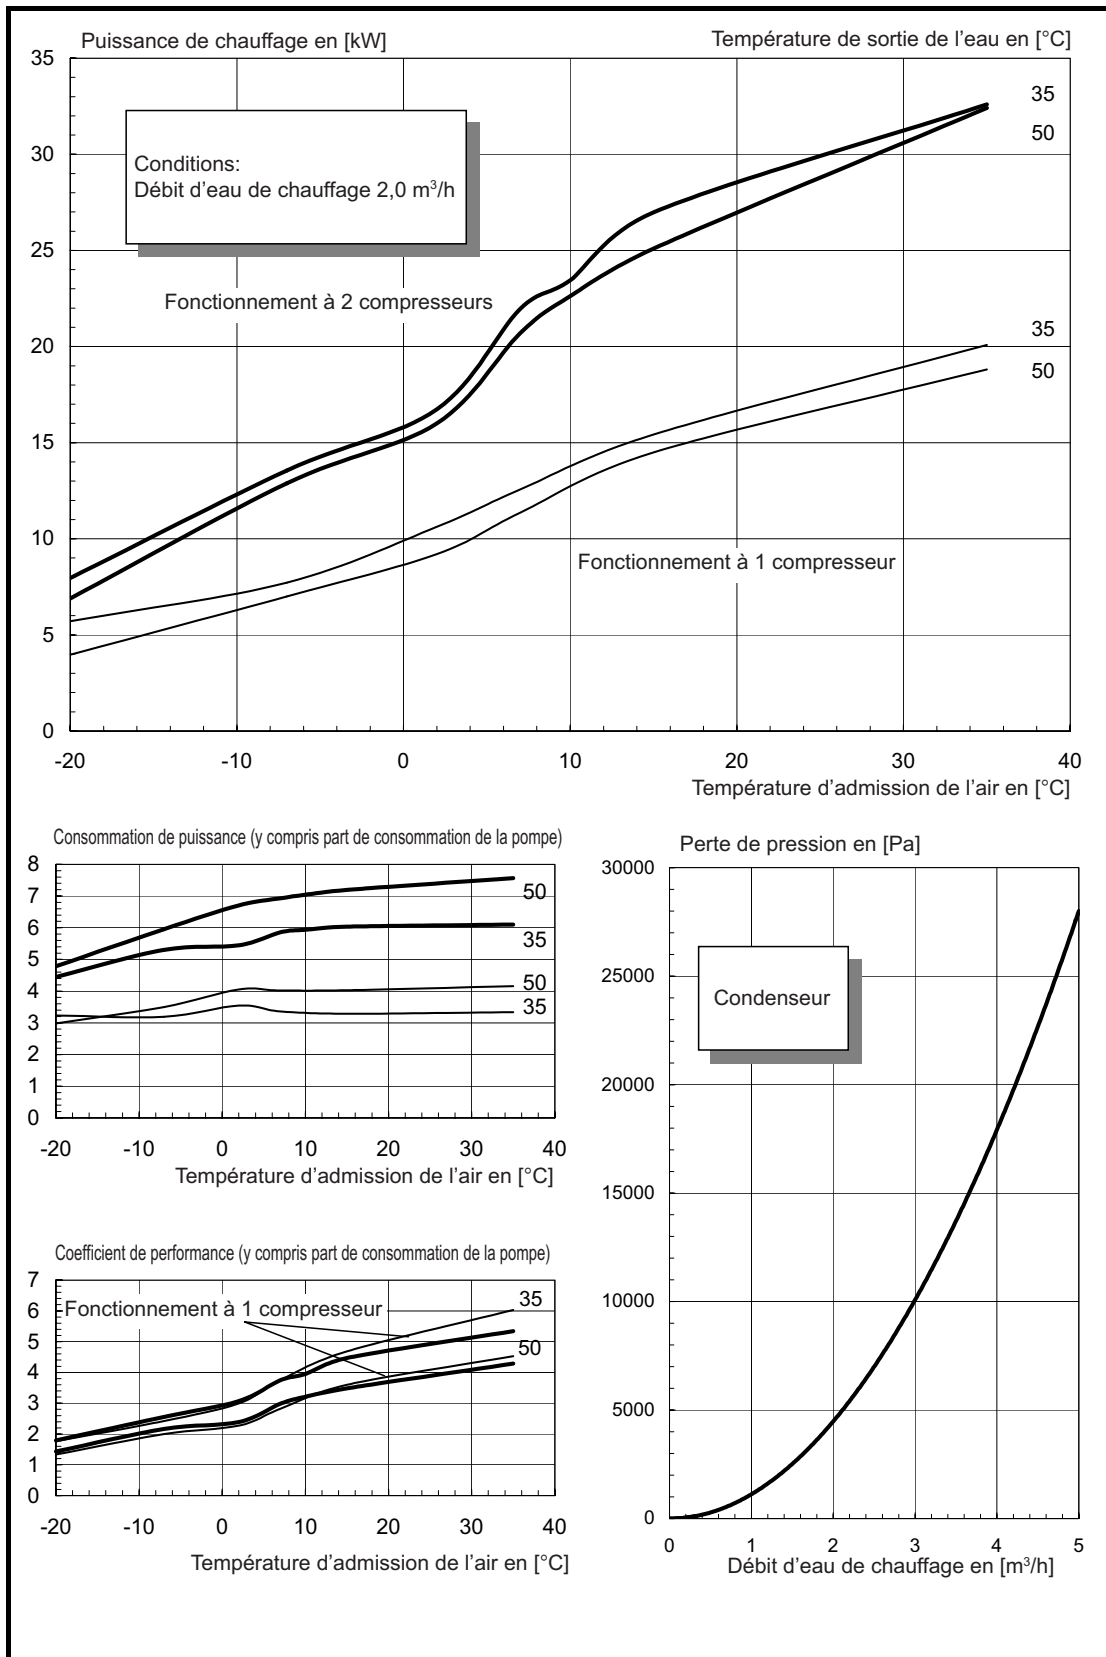 Puissance de chauffage en [kW]
Température de sortie de l'eau en [°C]
35
30
25
20
15
10
5
0
Conditions:
Débit d'eau de chauffage 2,0 m³/h
Fonctionnement à 2 compresseurs
35
50
35
50
Fonctionnement à 1 compresseur
-20 -10 0 10 20 30 40
Température d'admission de l'air en [°C]
Consommation de puissance (y compris part de consommation de la pompe)
8
7
6
5
4
3
2
1
0
50
35
50
35
-20 -10 0 10 20 30 40
Température d'admission de l'air en [°C]
Coefficient de performance (y compris part de consommation de la pompe)
7
6
5
4
3
2
1
0
Fonctionnement à 1 compresseur
35
50
-20 -10 0 10 20 30 40
Température d'admission de l'air en [°C]
Perte de pression en [Pa]
30000
25000
20000
15000
10000
5000
0
Condenseur
0 1 2 3 4 5
Débit d'eau de chauffage en [m³/h]